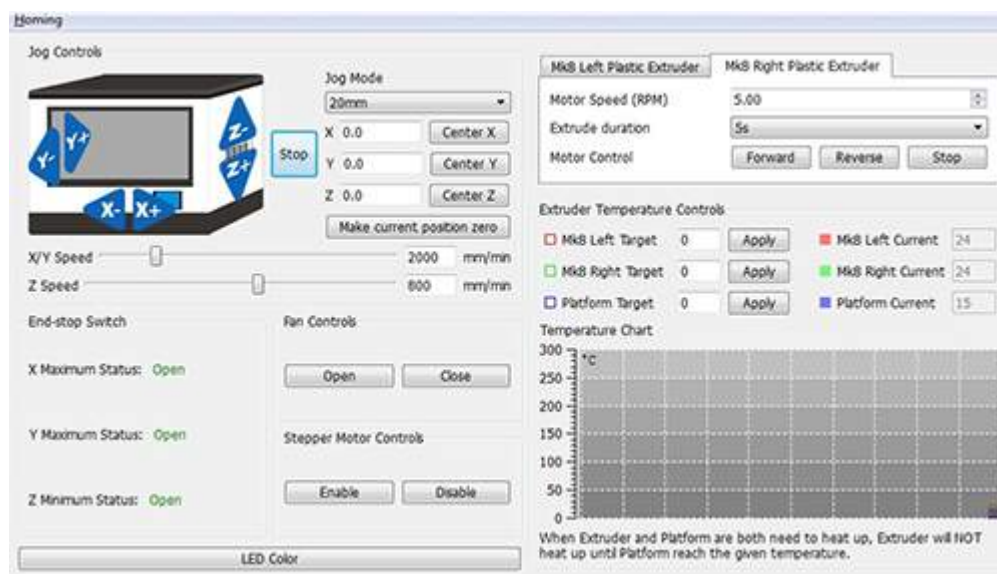 Homing
Jog Controls
Y-
Y+
Z-
Z+
X-
X+
Stop
Jog Mode
20mm
X 0.0 Center X
Y 0.0 Center Y
Z 0.0 Center Z
Make current position zero
X/Y Speed 2000 mm/min
Z Speed 800 mm/min
End-stop Switch
X Maximum Status: Open
Y Maximum Status: Open
Z Minimum Status: Open
Fan Controls
Open Close
Stepper Motor Controls
Enable Disable
LED Color
Mk8 Left Plastic Extruder Mk8 Right Plastic Extruder
Motor Speed (RPM) 5.00
Extrude duration 5s
Motor Control Forward Reverse Stop
Extruder Temperature Controls
Mk8 Left Target 0 Apply Mk8 Left Current 24
Mk8 Right Target 0 Apply Mk8 Right Current 24
Platform Target 0 Apply Platform Current 15
Temperature Chart
300 °C
250
200
150
100
50
0
When Extruder and Platform are both need to heat up, Extruder will NOT
heat up until Platform reach the given temperature.